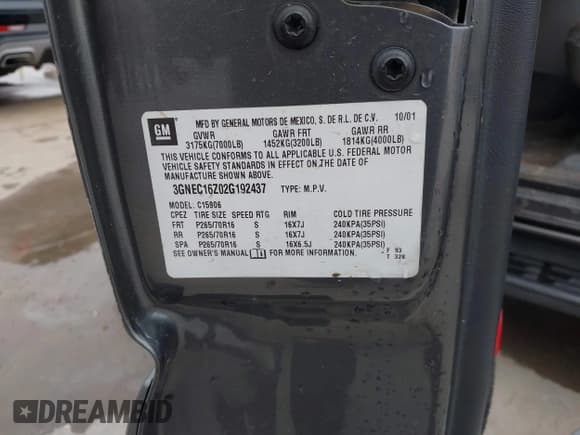 GM
MFD BY GENERAL MOTORS DE MEXICO, S. DE R.L. DE C.V. 10/01
GVWR GAWR FRT GAWR RR
3175KG(7000LB) 1452KG(3200LB) 1814KG(4000LB)
THIS VEHICLE CONFORMS TO ALL APPLICABLE U.S. FEDERAL MOTOR
VEHICLE SAFETY STANDARDS IN EFFECT ON THE DATE OF
MANUFACTURE SHOWN ABOVE.
3GNEC16Z02G192437 TYPE: M.P.V.
MODEL: C15906
CPEZ TIRE SIZE SPEED RTG RIM COLD TIRE PRESSURE
FRT P265/70R16 S 16X7J 240KPA(35PSI)
RR P265/70R16 S 16X7J 240KPA(35PSI)
SPA P265/70R16 S 16X6.5J 240KPA(35PSI)
SEE OWNER'S MANUAL FOR MORE INFORMATION.
F 53
T 328
DREAMBID